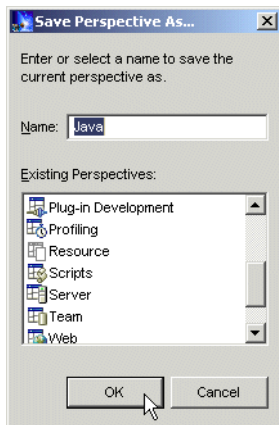 Save Perspective As...
Enter or select a name to save the
current perspective as.
Name: Java
Existing Perspectives:
Plug-in Development
Profiling
Resource
Scripts
Server
Team
Web
OK Cancel